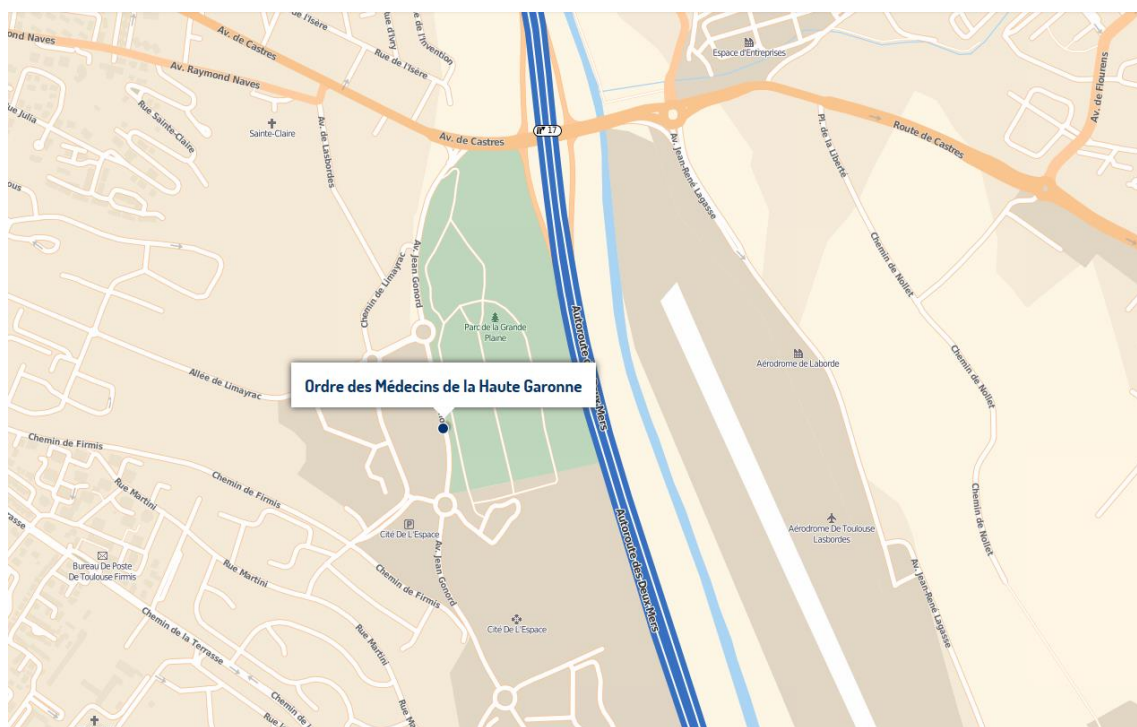 ond Naves
Av. de Castres
Rue de l'Isère
Rue d'Ivry
Rue de l'Invention
Rue de l'Isère
Av. Raymond Naves
Rue Julia
Rue Sainte-Claire
Sainte-Claire
Av. de Lasbordes
Av. de Castres
17
Espace d'Entreprises
Av. de Flourens
Route de Castres
Pl. de la Liberté
Av. Jean-René Lagasse
Chemin de Nollet
Chemin de Limayrac
Av. Jean Gonord
Parc de la Grande
Plaine
Aérodrome de Laborde
Chemin de Nollet
Allée de Limayrac
Ordre des Médecins de la Haute Garonne
Chemin de Firmis
Rue Martini
Chemin de Firmis
P
Cité De L'Espace
Av. Jean Gonord
Autoroute des Deux Mers
Aérodrome De Toulouse
Lasbordes
Chemin de Nollet
Bureau De Poste
De Toulouse Firmis
Rue Martini
Chemin de Firmis
Av. Jean-René Lagasse
Chemin de la Terrasse
Rue Martini
Cité De L'Espace
Rue Martini